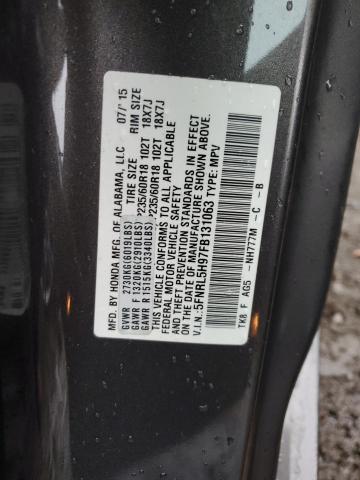 MFD. BY HONDA MFG. OF ALABAMA, LLC 07/'15
TIRE SIZE RIM SIZE
GVWR 2730KG(6019LBS)
GAWR F 1320KG(2910LBS) P235/60R18 102T 18X7J
GAWR R 1515KG(3340LBS) P235/60R18 102T 18X7J
THIS VEHICLE CONFORMS TO ALL APPLICABLE
FEDERAL MOTOR VEHICLE SAFETY
AND THEFT PREVENTION STANDARDS IN EFFECT
ON THE DATE OF MANUFACTURE SHOWN ABOVE.
V.I.N.: 5FNRL5H97FB131063 TYPE: MPV
TK8 F AG5 - NH777M - C - B